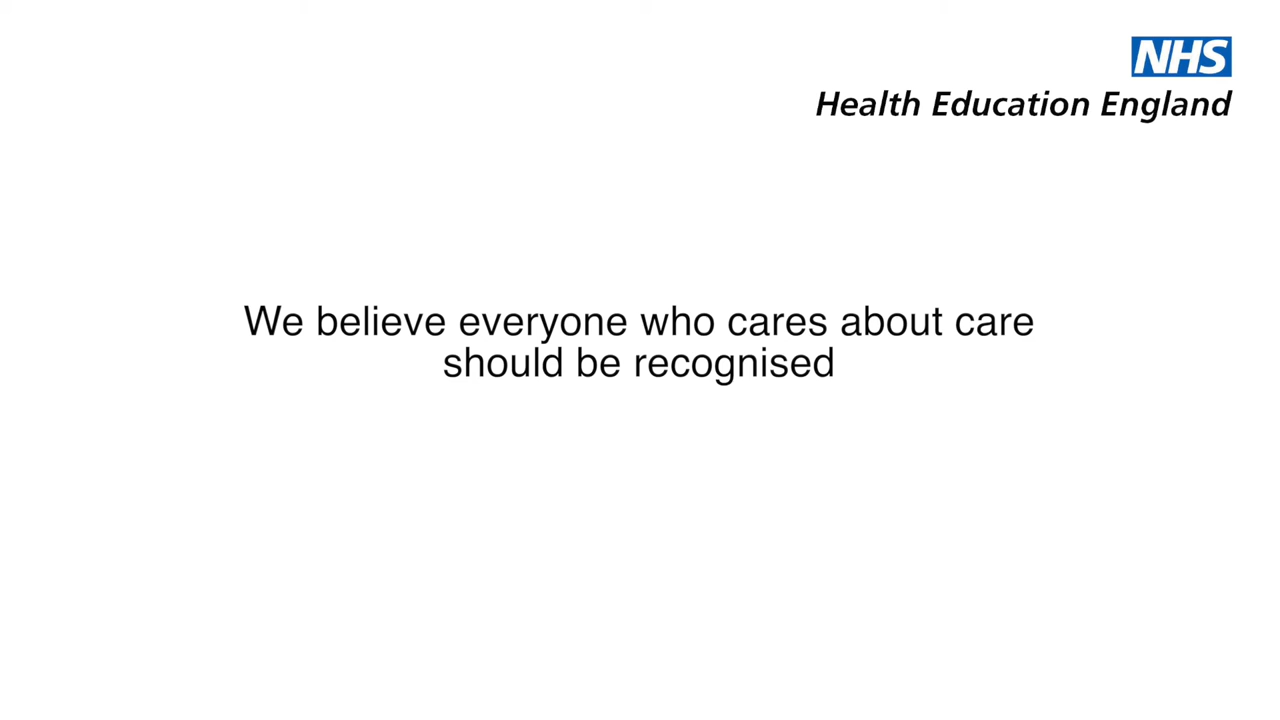 NHS
Health Education England
We believe everyone who cares about care
should be recognised